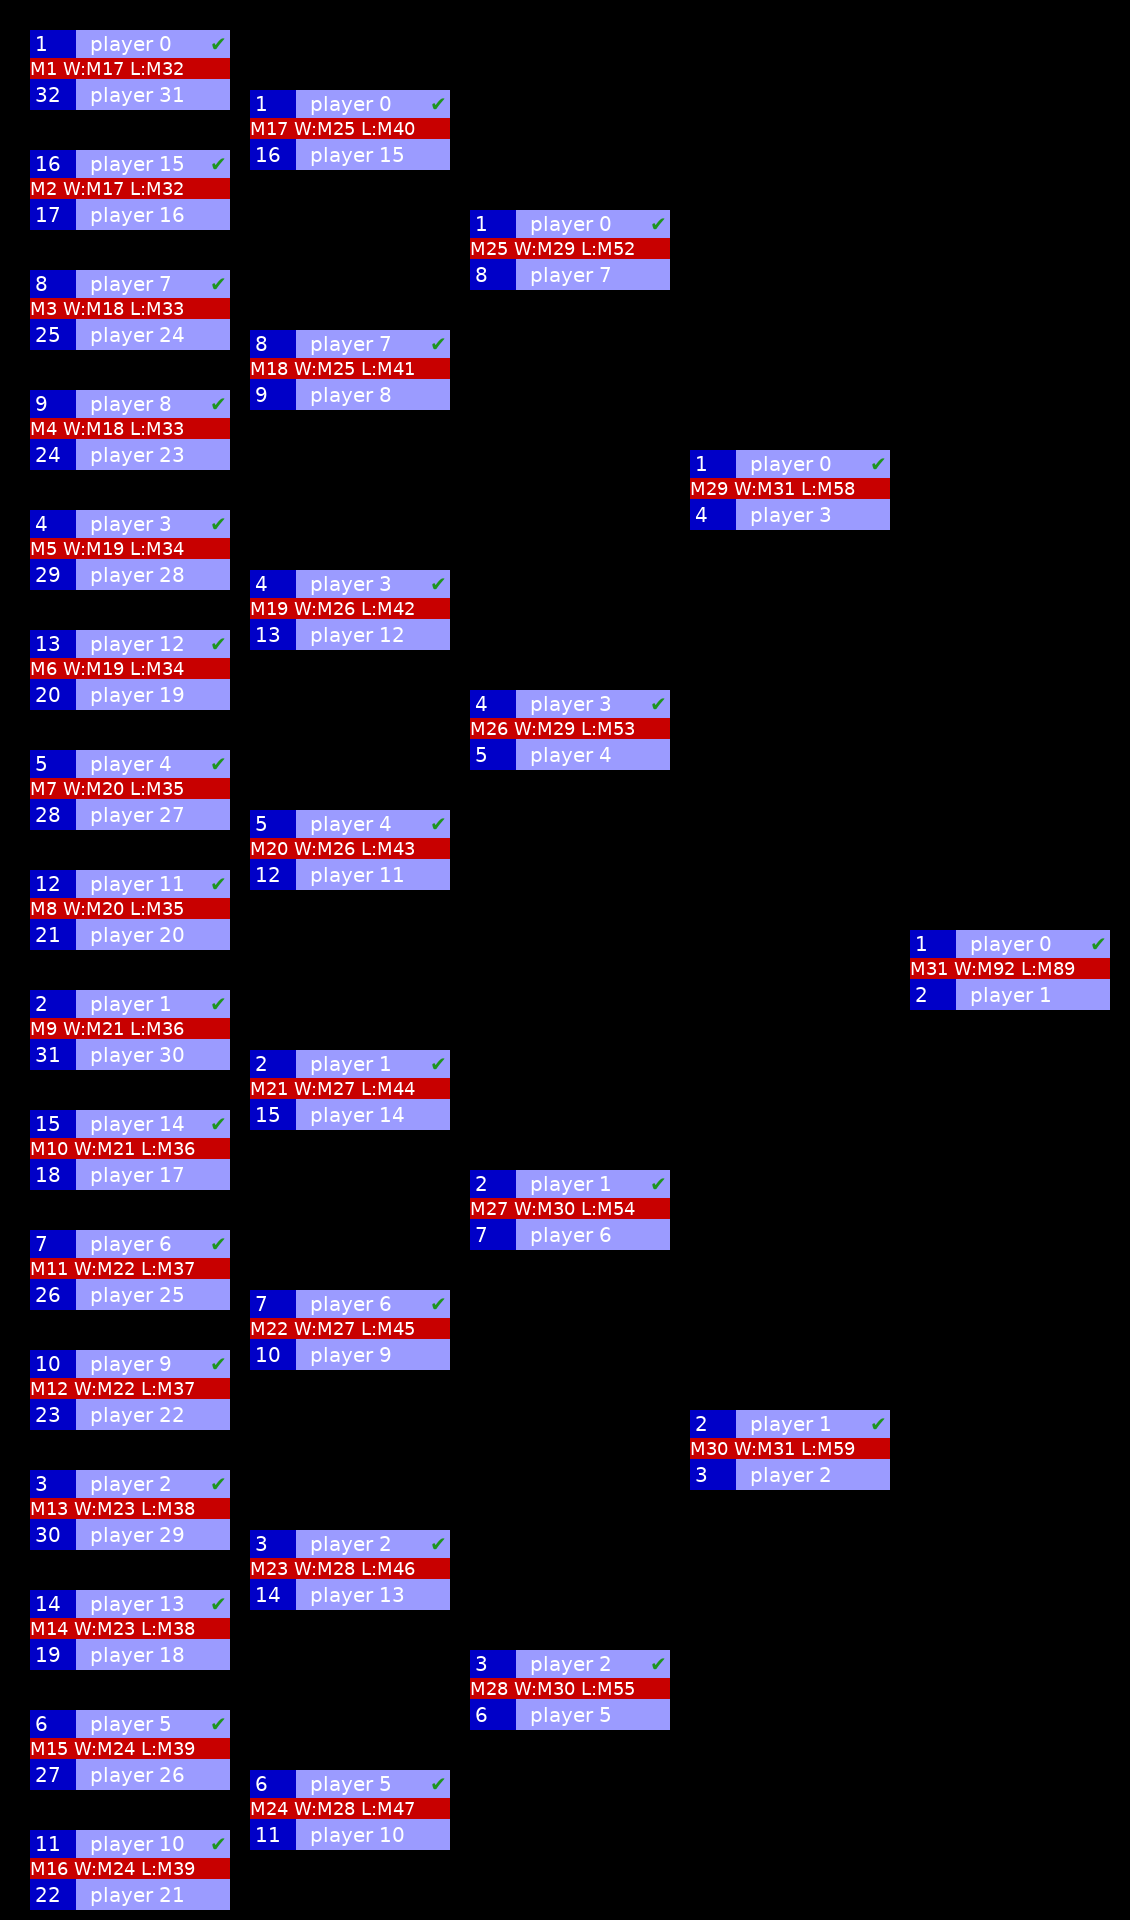 1 player 0 ✔
M1 W:M17 L:M32
32 player 31
16 player 15 ✔
M2 W:M17 L:M32
17 player 16
8 player 7 ✔
M3 W:M18 L:M33
25 player 24
9 player 8 ✔
M4 W:M18 L:M33
24 player 23
4 player 3 ✔
M5 W:M19 L:M34
29 player 28
13 player 12 ✔
M6 W:M19 L:M34
20 player 19
5 player 4 ✔
M7 W:M20 L:M35
28 player 27
12 player 11 ✔
M8 W:M20 L:M35
21 player 20
2 player 1 ✔
M9 W:M21 L:M36
31 player 30
15 player 14 ✔
M10 W:M21 L:M36
18 player 17
7 player 6 ✔
M11 W:M22 L:M37
26 player 25
10 player 9 ✔
M12 W:M22 L:M37
23 player 22
3 player 2 ✔
M13 W:M23 L:M38
30 player 29
14 player 13 ✔
M14 W:M23 L:M38
19 player 18
6 player 5 ✔
M15 W:M24 L:M39
27 player 26
11 player 10 ✔
M16 W:M24 L:M39
22 player 21
1 player 0 ✔
M17 W:M25 L:M40
16 player 15
8 player 7 ✔
M18 W:M25 L:M41
9 player 8
4 player 3 ✔
M19 W:M26 L:M42
13 player 12
5 player 4 ✔
M20 W:M26 L:M43
12 player 11
2 player 1 ✔
M21 W:M27 L:M44
15 player 14
7 player 6 ✔
M22 W:M27 L:M45
10 player 9
3 player 2 ✔
M23 W:M28 L:M46
14 player 13
6 player 5 ✔
M24 W:M28 L:M47
11 player 10
1 player 0 ✔
M25 W:M29 L:M52
8 player 7
4 player 3 ✔
M26 W:M29 L:M53
5 player 4
2 player 1 ✔
M27 W:M30 L:M54
7 player 6
3 player 2 ✔
M28 W:M30 L:M55
6 player 5
1 player 0 ✔
M29 W:M31 L:M58
4 player 3
2 player 1 ✔
M30 W:M31 L:M59
3 player 2
1 player 0 ✔
M31 W:M92 L:M89
2 player 1